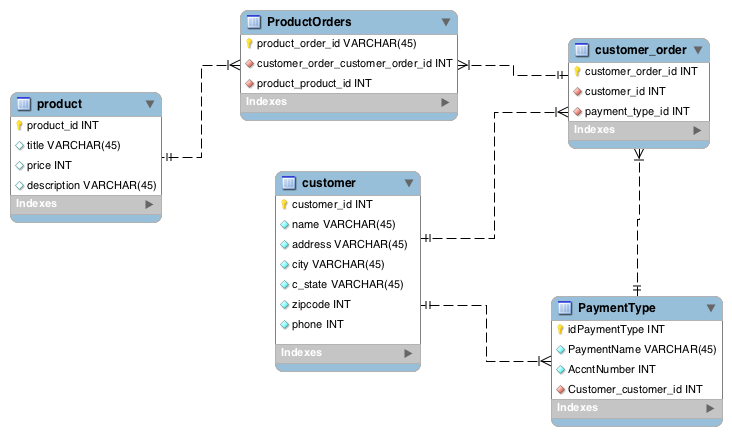 ProductOrders
product_order_id VARCHAR(45)
customer_order_customer_order_id INT
product_product_id INT
Indexes
customer_order
customer_order_id INT
customer_id INT
payment_type_id INT
Indexes
product
product_id INT
title VARCHAR(45)
price INT
description VARCHAR(45)
Indexes
customer
customer_id INT
name VARCHAR(45)
address VARCHAR(45)
city VARCHAR(45)
c_state VARCHAR(45)
zipcode INT
phone INT
Indexes
PaymentType
idPaymentType INT
PaymentName VARCHAR(45)
AccntNumber INT
Customer_customer_id INT
Indexes